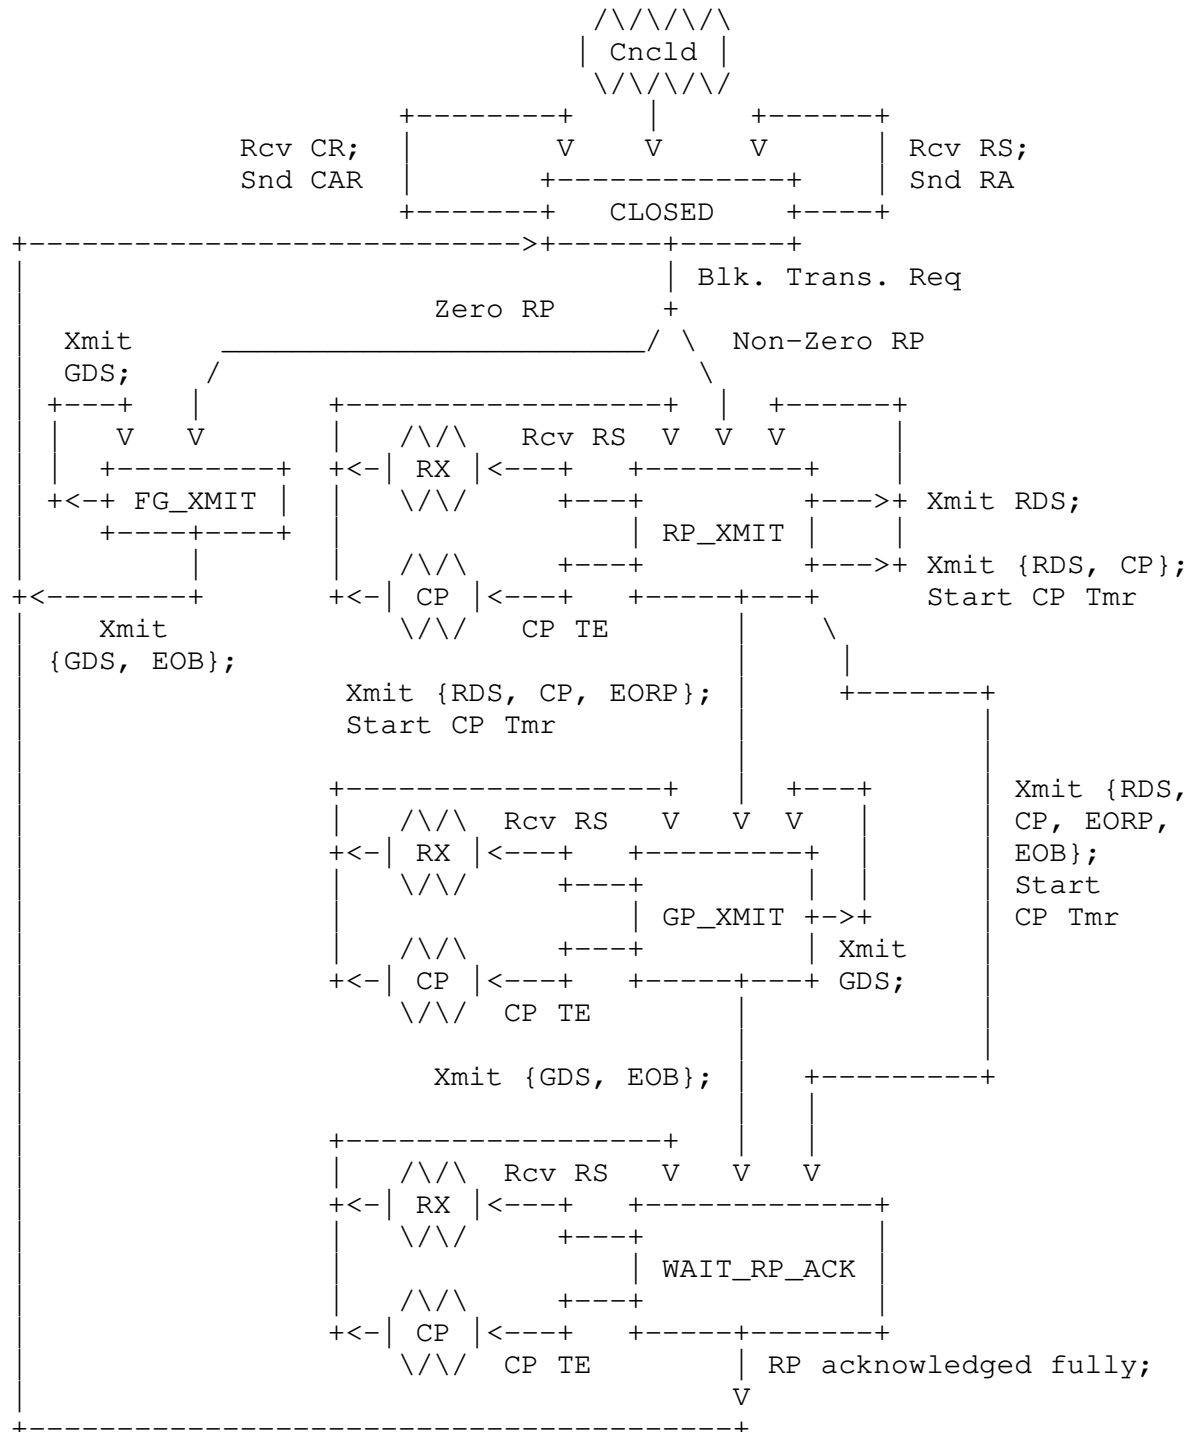 Cncld
Rcv CR; Rcv RS;
Snd CAR Snd RA
CLOSED
Blk. Trans. Req
Zero RP
Xmit Non-Zero RP
GDS;
V V Rcv RS V V V
RX
FG_XMIT Xmit RDS;
RP_XMIT
Xmit {RDS, CP};
CP Start CP Tmr
Xmit CP TE
{GDS, EOB};
Xmit {RDS, CP, EORP};
Start CP Tmr
Xmit {RDS,
Rcv RS V V V CP, EORP,
RX EOB};
Start
GP_XMIT CP Tmr
Xmit
CP GDS;
CP TE
Xmit {GDS, EOB};
Rcv RS V V V
RX
WAIT_RP_ACK
CP
CP TE RP acknowledged fully;
V